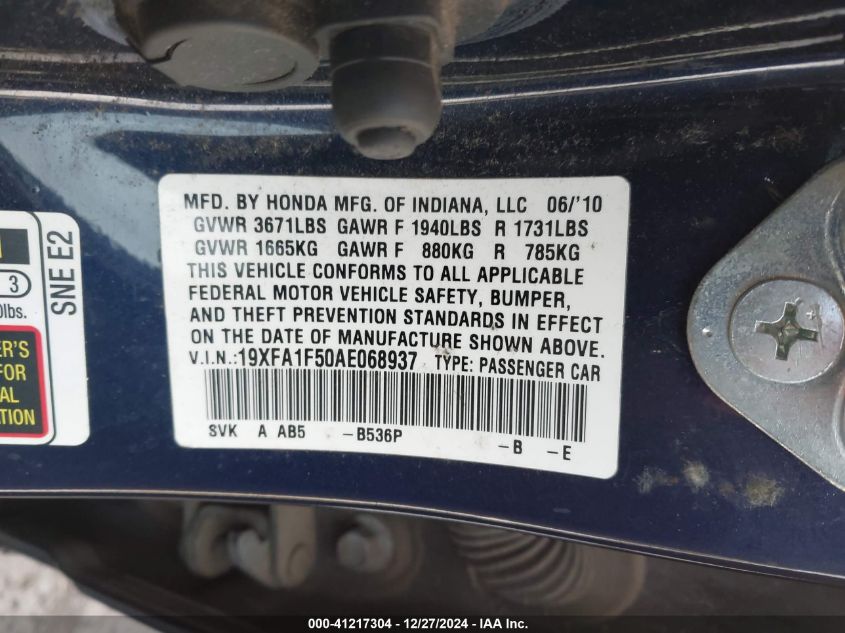 MFD. BY HONDA MFG. OF INDIANA, LLC 06/'10
GVWR 3671LBS GAWR F 1940LBS R 1731LBS
GVWR 1665KG GAWR F 880KG R 785KG
THIS VEHICLE CONFORMS TO ALL APPLICABLE
FEDERAL MOTOR VEHICLE SAFETY, BUMPER,
AND THEFT PREVENTION STANDARDS IN EFFECT
ON THE DATE OF MANUFACTURE SHOWN ABOVE.
V.I.N.:19XFA1F50AE068937 TYPE: PASSENGER CAR
SVK A AB5 -B536P -B -E
SNE E2
3
lbs.
FOR
000-41217304 - 12/27/2024 - IAA Inc.